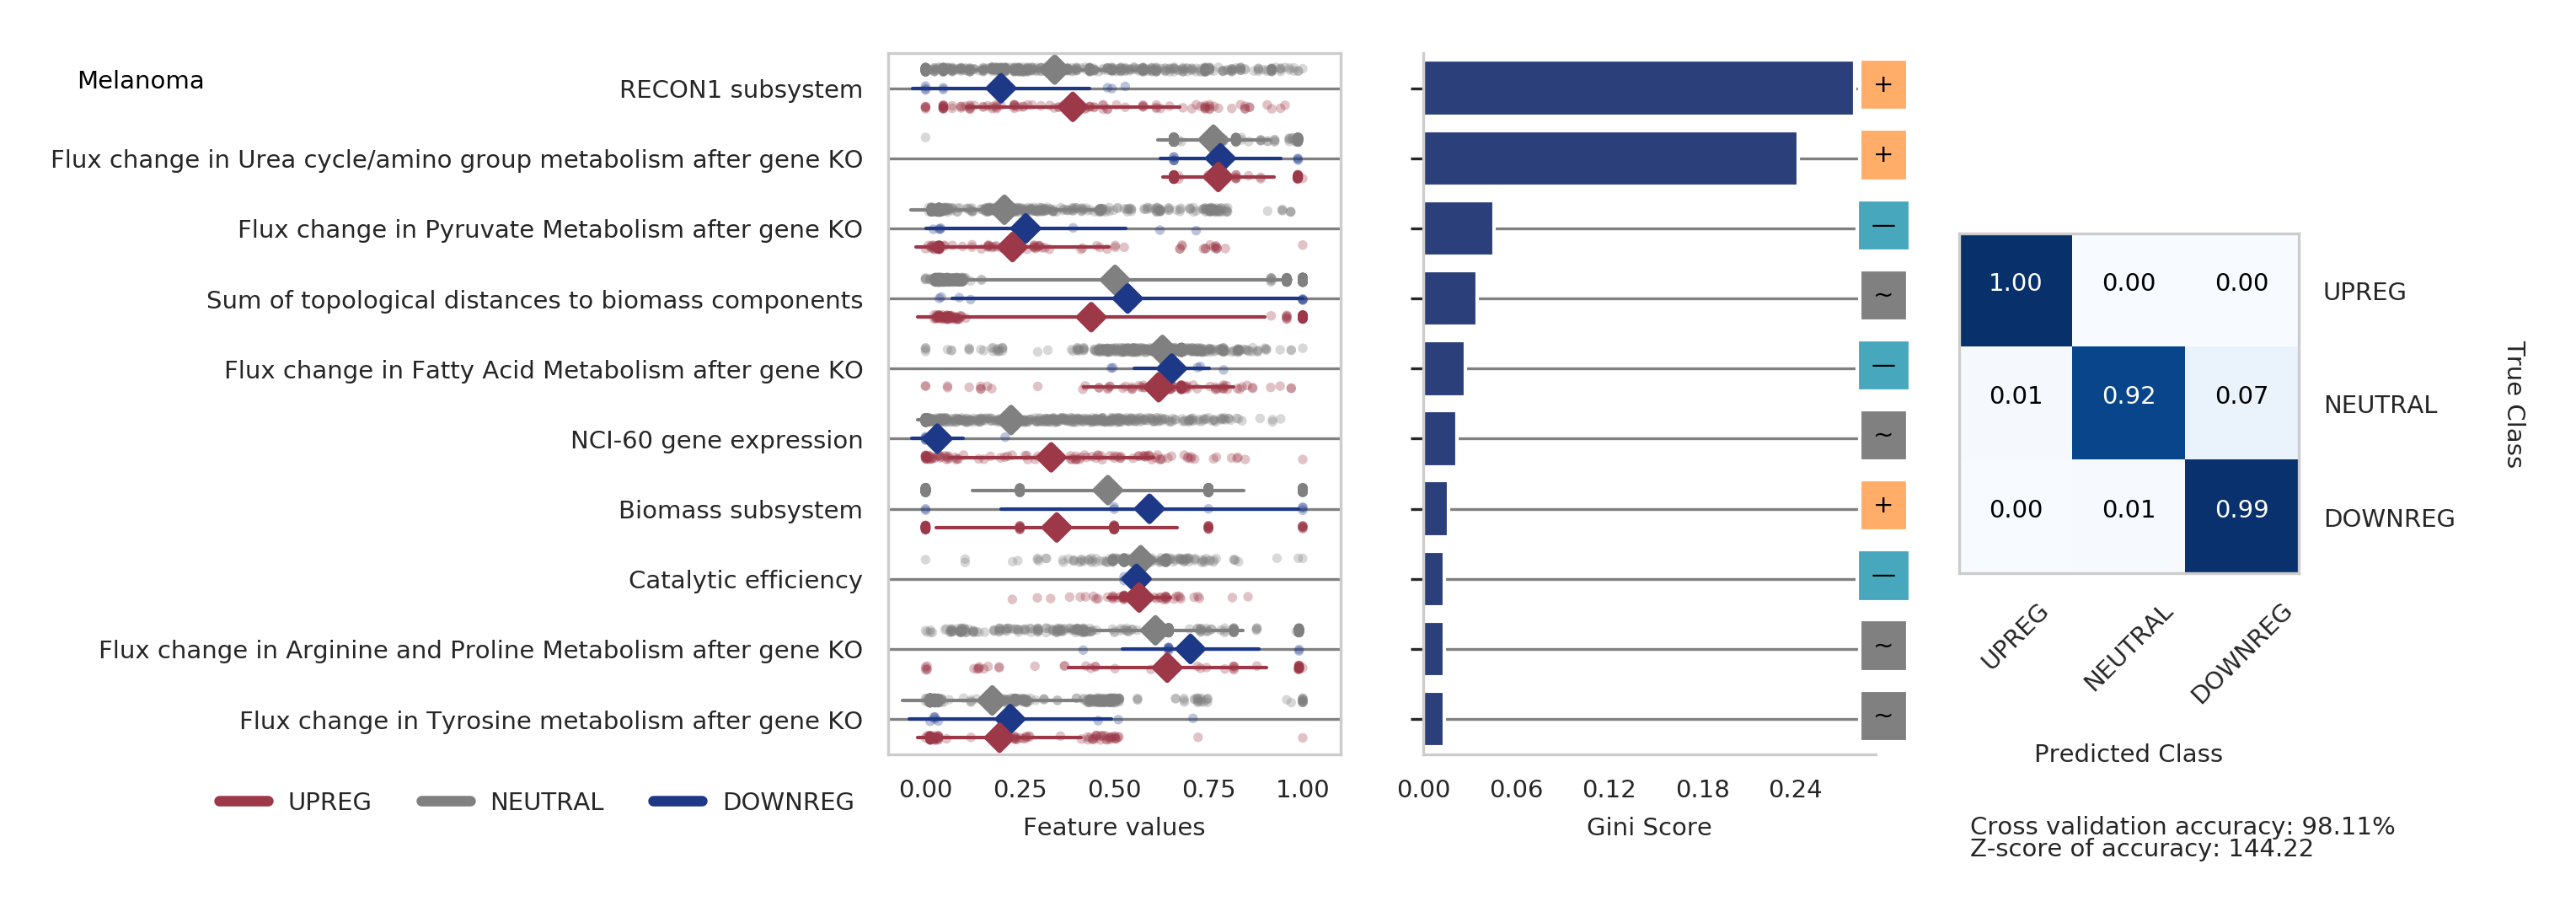 Melanoma
RECON1 subsystem
Flux change in Urea cycle/amino group metabolism after gene KO
Flux change in Pyruvate Metabolism after gene KO
Sum of topological distances to biomass components
Flux change in Fatty Acid Metabolism after gene KO
NCI-60 gene expression
Biomass subsystem
Catalytic efficiency
Flux change in Arginine and Proline Metabolism after gene KO
Flux change in Tyrosine metabolism after gene KO
UPREG NEUTRAL DOWNREG
0.00 0.25 0.50 0.75 1.00
Feature values
+
+
—
~
—
~
+
—
~
~
0.00 0.06 0.12 0.18 0.24
Gini Score
1.00 0.00 0.00 UPREG
0.01 0.92 0.07 NEUTRAL
0.00 0.01 0.99 DOWNREG
True Class
UPREG NEUTRAL DOWNREG
Predicted Class
Cross validation accuracy: 98.11%
Z-score of accuracy: 144.22